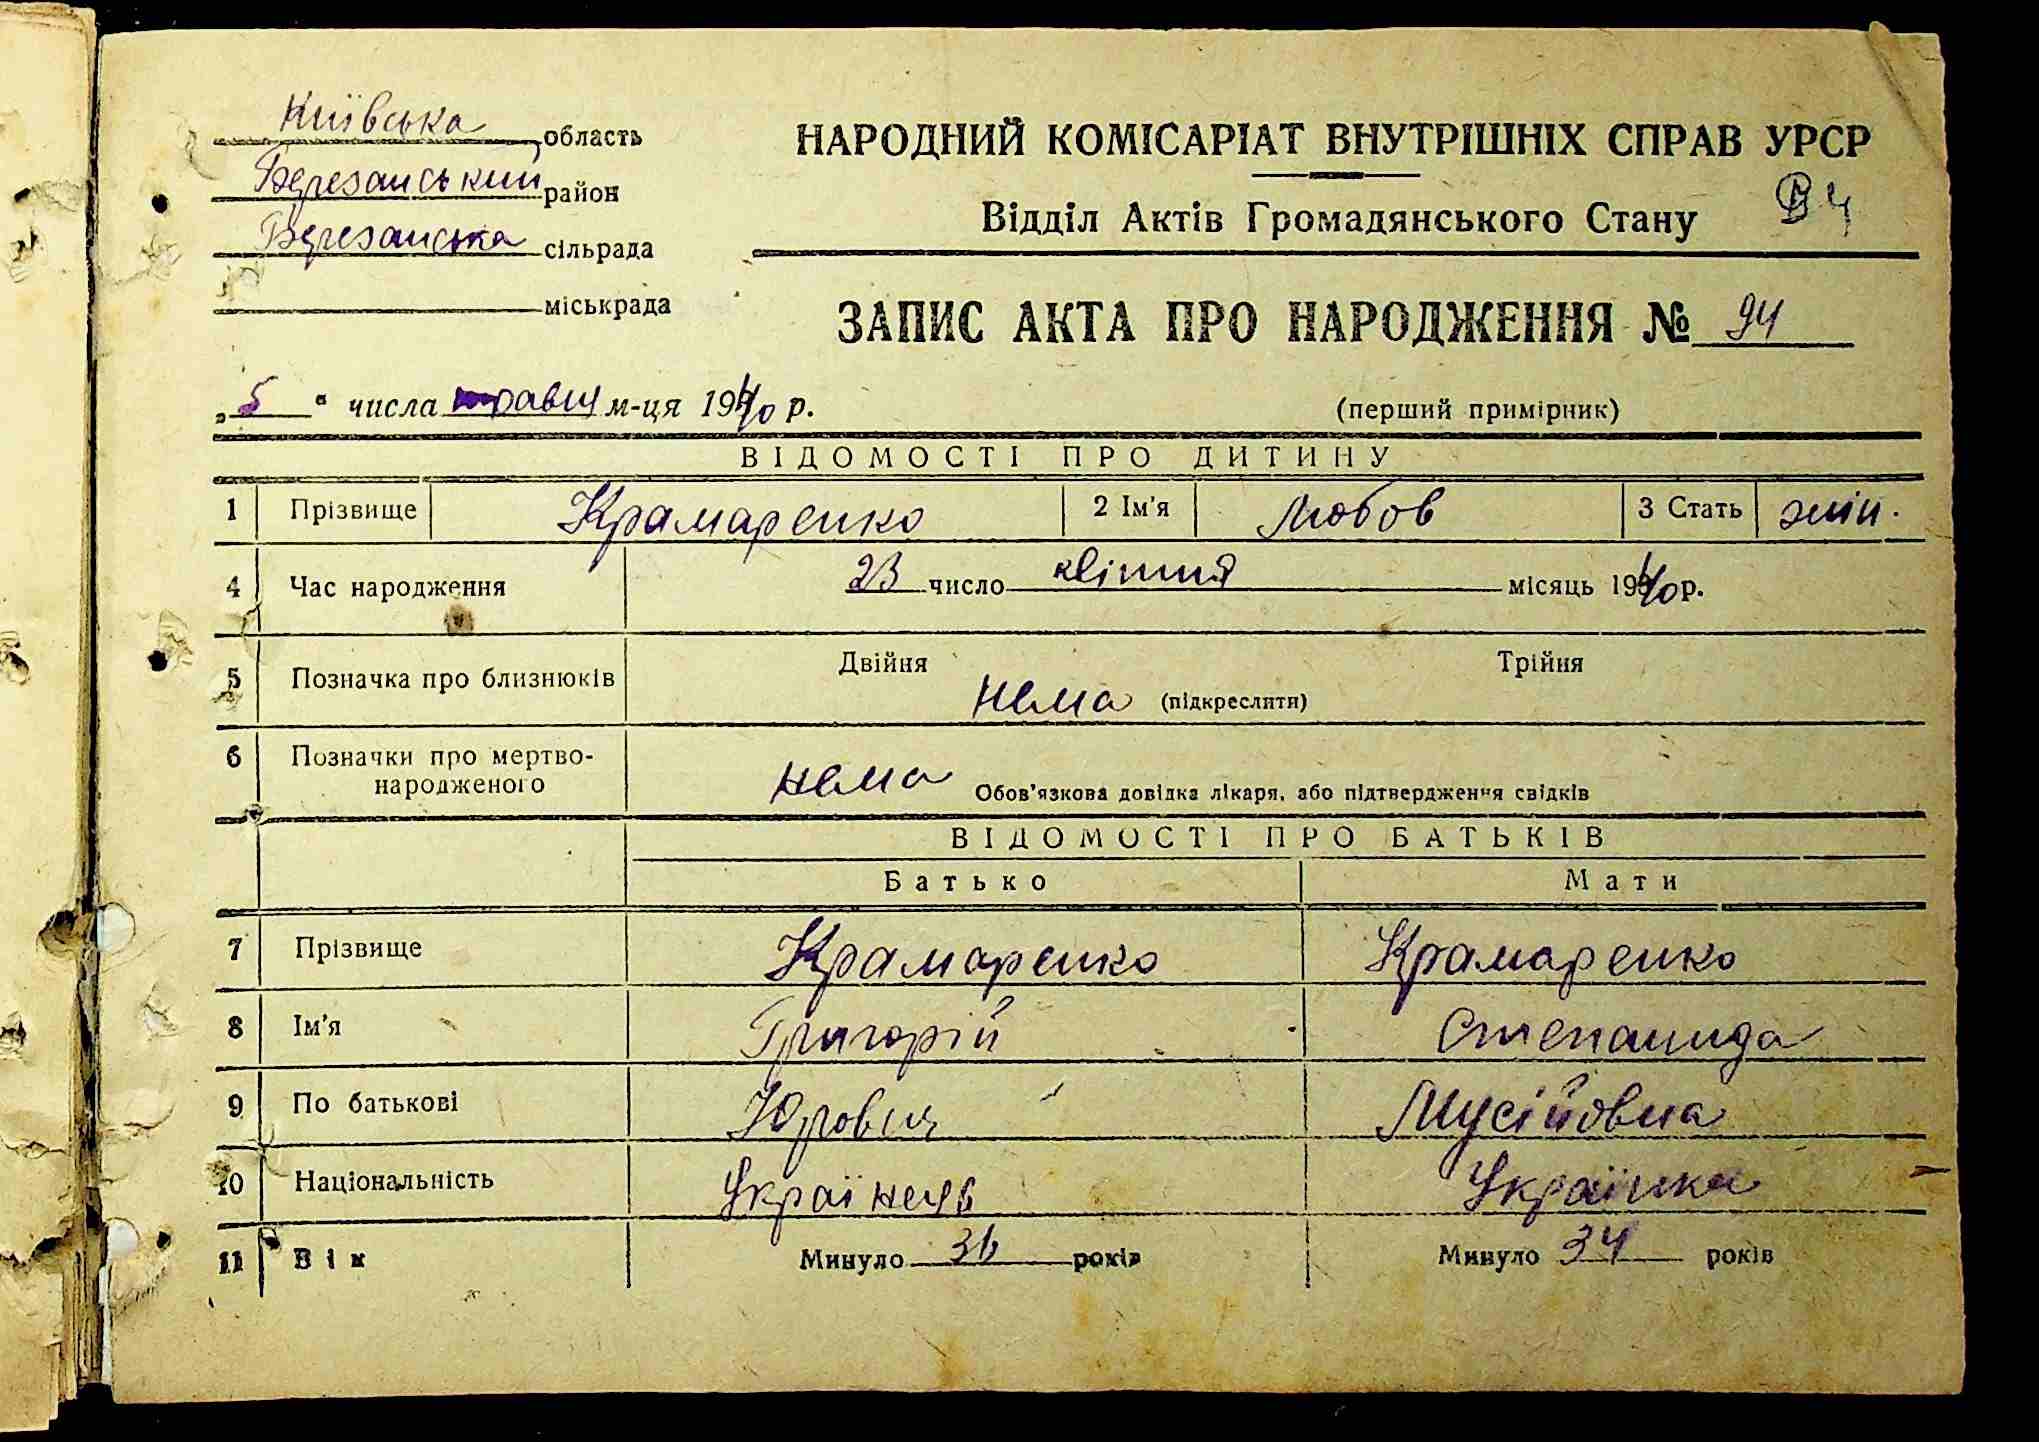 Київська область
Березанський район
Березанська сільрада
міськрада
НАРОДНИЙ КОМІСАРІАТ ВНУТРІШНІХ СПРАВ УРСР
Відділ Актів Громадянського Стану
ЗАПИС АКТА ПРО НАРОДЖЕННЯ № 94
„5“ числа травня м-ця 1940 р.
(перший примірник)
ВІДОМОСТІ ПРО ДИТИНУ
1 Прізвище Крамаренко 2 Ім'я Любов 3 Стать жін.
4 Час народження 23 число квітня місяць 1940 р.
5 Позначка про близнюків Двійня Трійня
нема (підкреслити)
6 Позначки про мертво-
народженого нема Обов'язкова довідка лікаря, або підтвердження свідків
ВІДОМОСТІ ПРО БАТЬКІВ
Батько Мати
7 Прізвище Крамаренко Крамаренко
8 Ім'я Григорій Степанида
9 По батькові Юрович Мусійовна
10 Національність Українець Українка
11 Вік Минуло 36 років Минуло 34 років